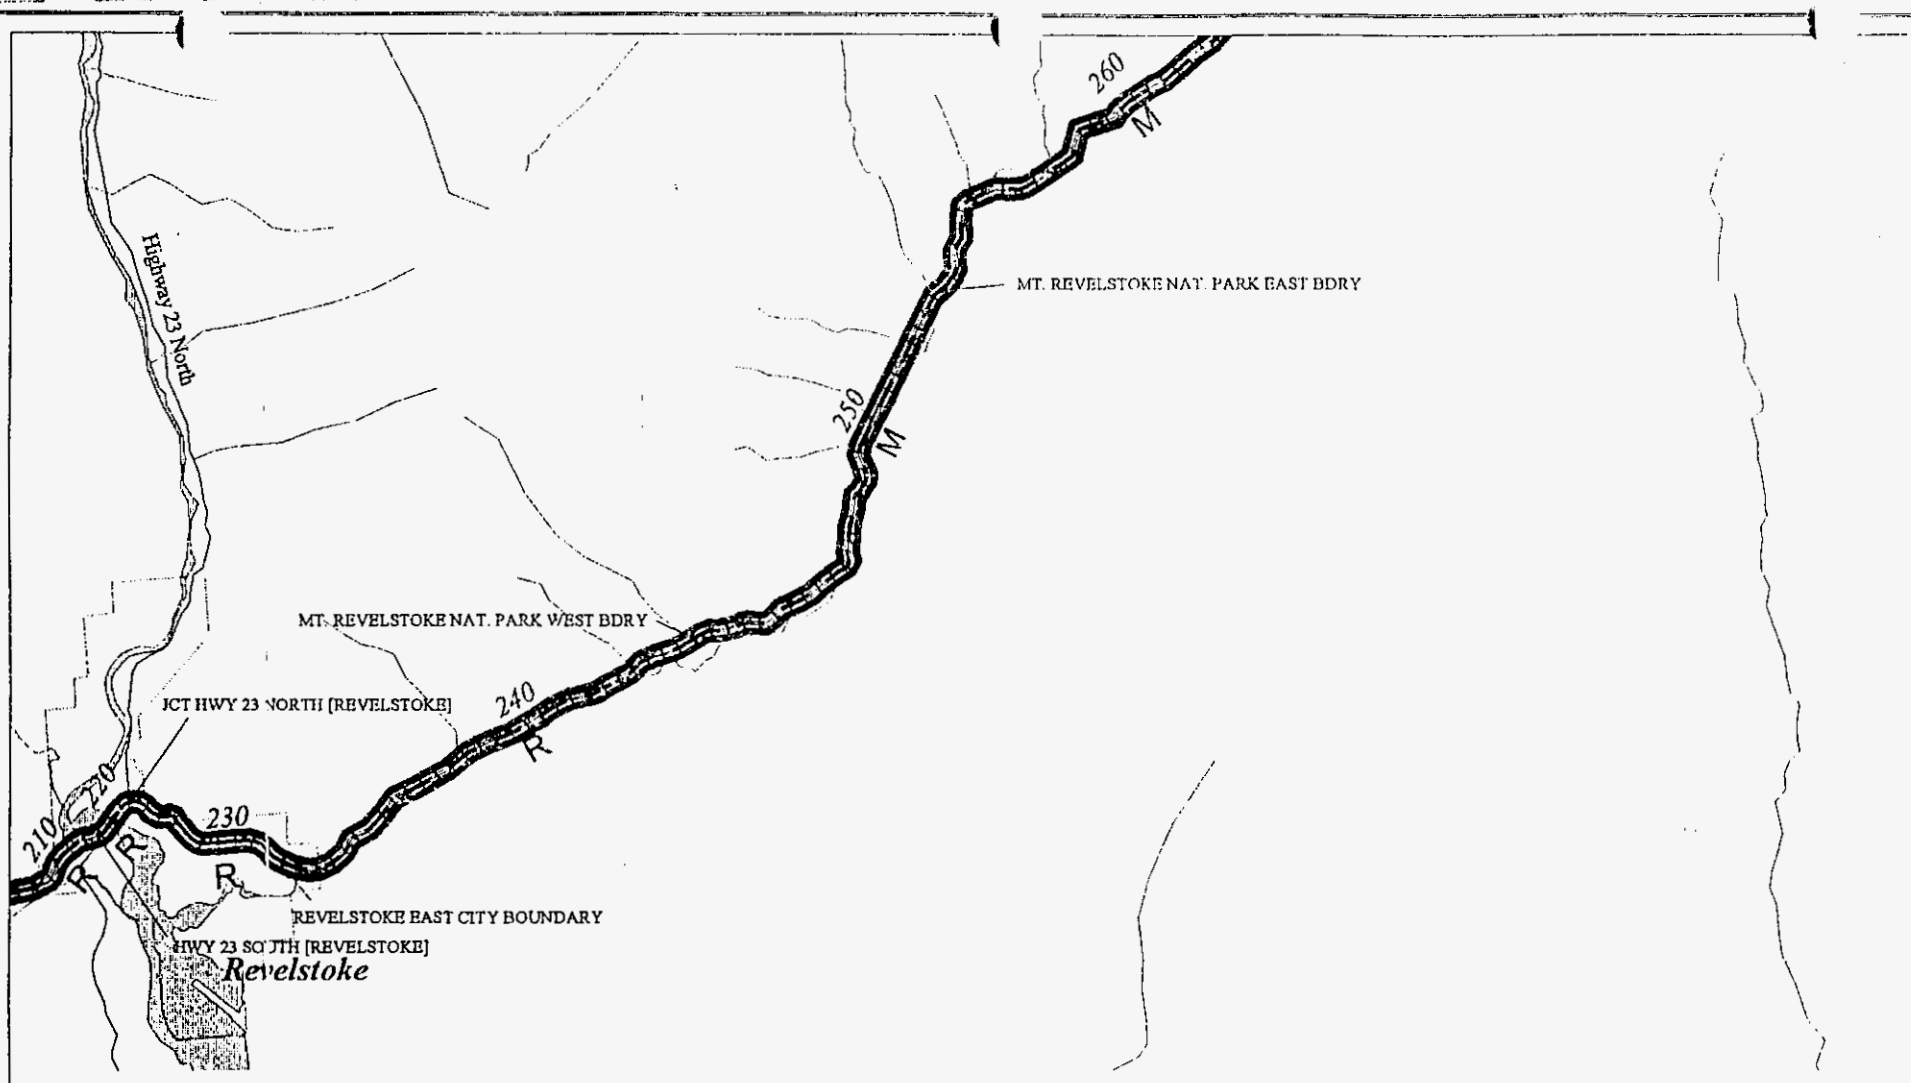 260
M
Highway 23 North
MT. REVELSTOKE NAT. PARK EAST BDRY
250
M
MT. REVELSTOKE NAT. PARK WEST BDRY
240
R
JCT HWY 23 NORTH [REVELSTOKE]
220
230
210
R
R
R
REVELSTOKE EAST CITY BOUNDARY
HWY 23 SOUTH [REVELSTOKE]
Revelstoke